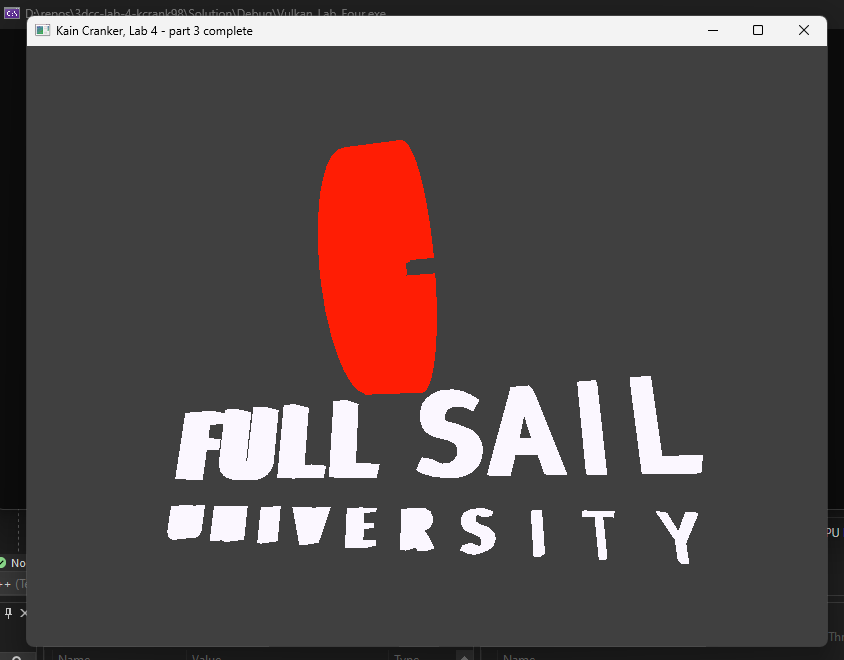 D:\repos\3dcc-lab-4-kcrank98\Solution\Debug\Vulkan_Lab_Four.exe
Kain Cranker, Lab 4 - part 3 complete
FULL SAIL
UNIVERSITY
PU
No
++ (Te
Thr
Name Value Type Name